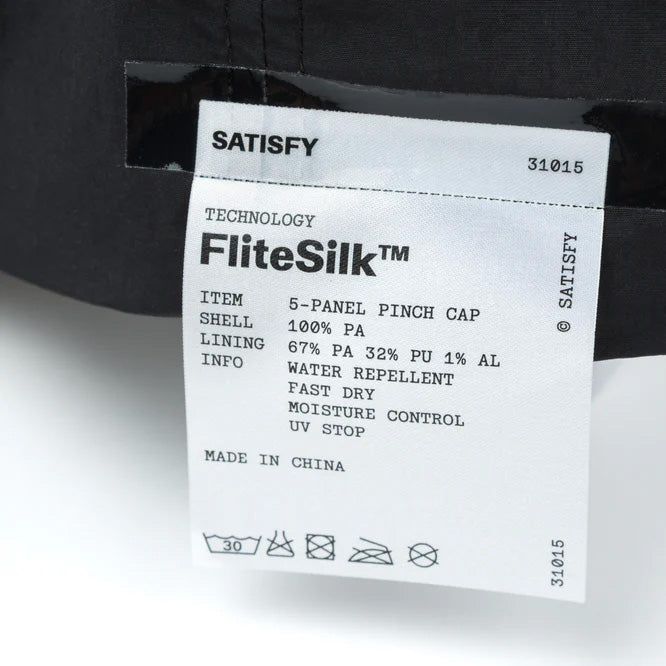 SATISFY
31015
TECHNOLOGY
FliteSilk™
ITEM 5-PANEL PINCH CAP
SHELL 100% PA
LINING 67% PA 32% PU 1% AL
INFO WATER REPELLENT
FAST DRY
MOISTURE CONTROL
UV STOP
MADE IN CHINA
30
© SATISFY
31015